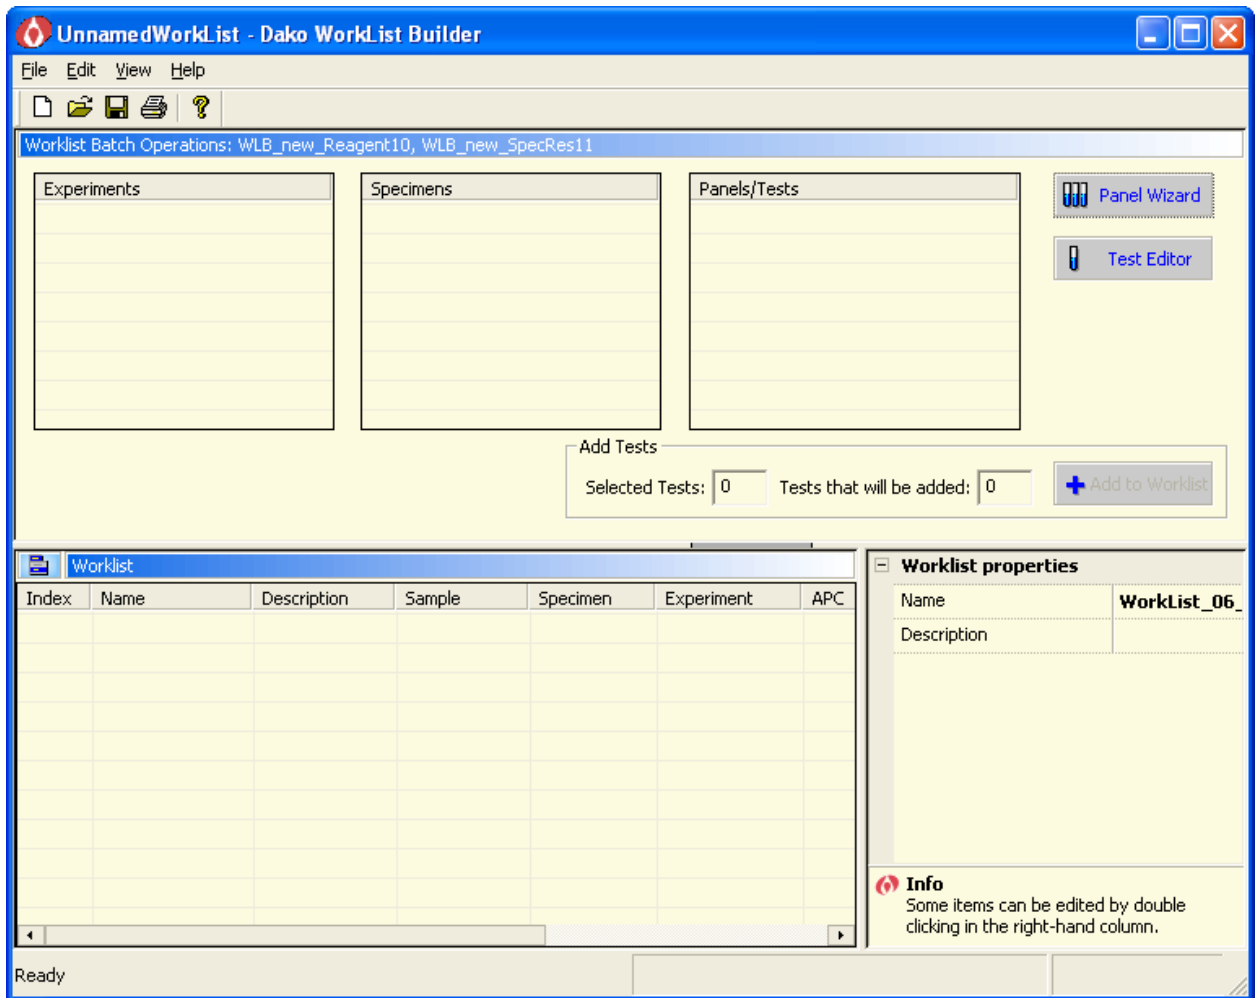 UnnamedWorkList - Dako WorkList Builder
File Edit View Help
Worklist Batch Operations: WLB_new_Reagent10, WLB_new_SpecRes11
Experiments
Specimens
Panels/Tests
Panel Wizard
Test Editor
Add Tests
Selected Tests: 0 Tests that will be added: 0 Add to Worklist
Worklist
Index Name Description Sample Specimen Experiment APC
Worklist properties
Name WorkList_06_
Description
Info
Some items can be edited by double
clicking in the right-hand column.
Ready